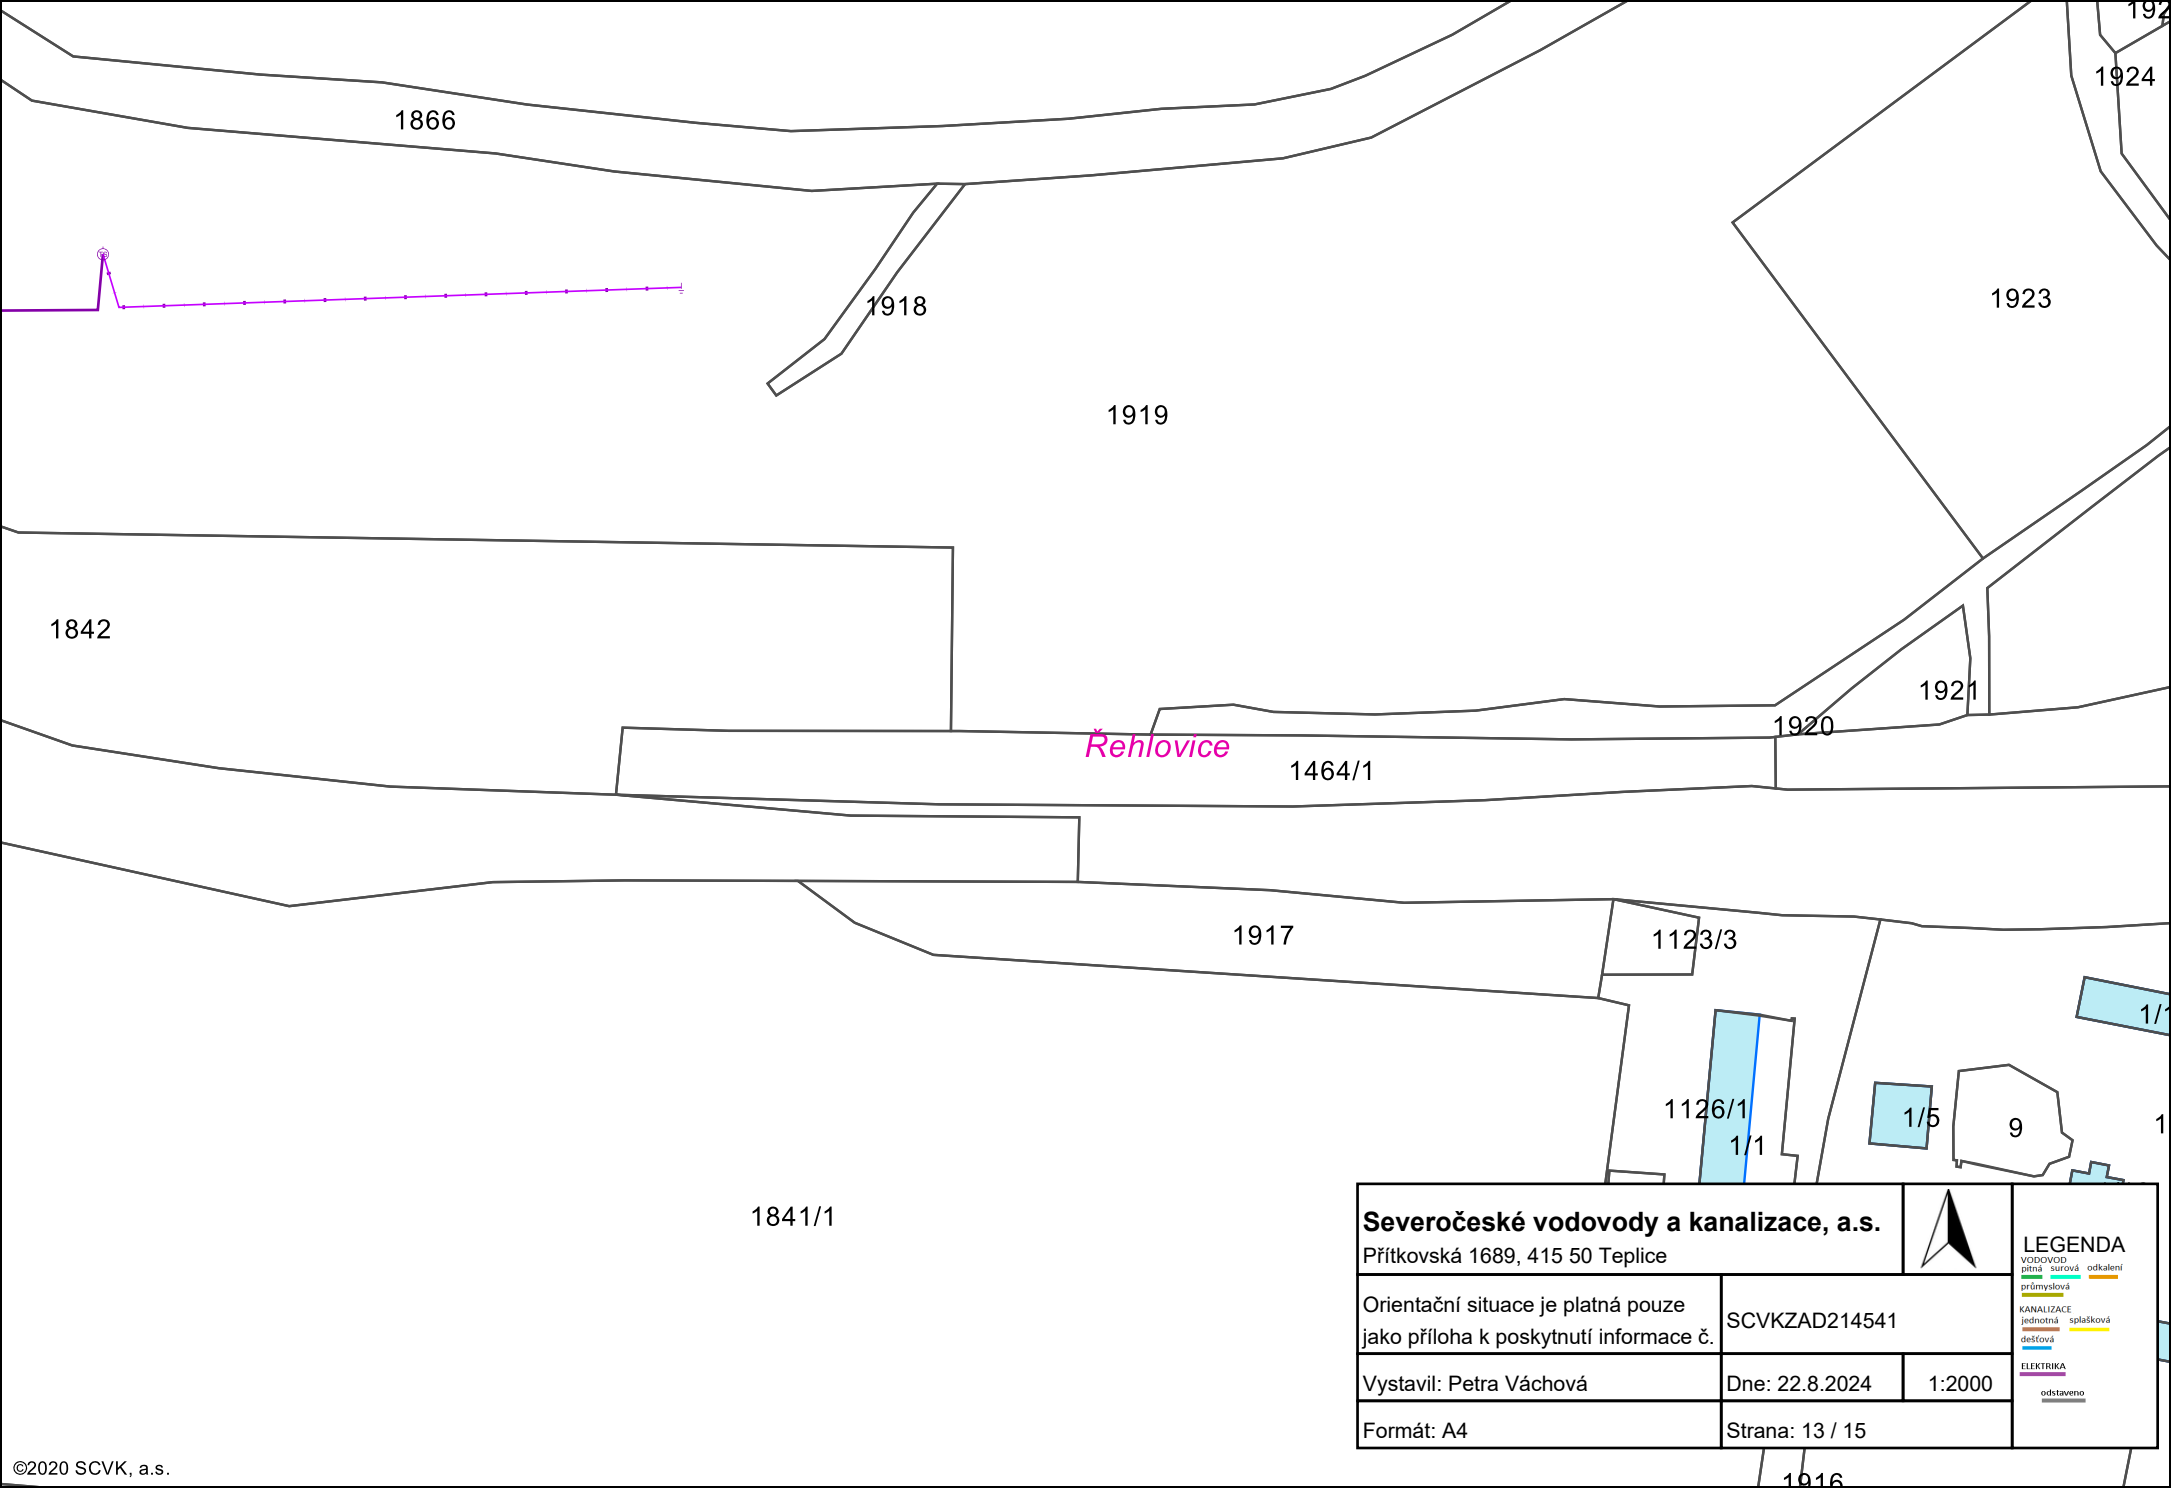 1924
1866
1918
1923
1919
1842
1921
1920
Řehlovice
1464/1
1917
1123/3
1126/1
1/5
9
1/1
1841/1
Severočeské vodovody a kanalizace, a.s.
Přítkovská 1689, 415 50 Teplice
Orientační situace je platná pouze
jako příloha k poskytnutí informace č.
SCVKZAD214541
Vystavil: Petra Váchová
Dne: 22.8.2024
1:2000
Formát: A4
Strana: 13 / 15
LEGENDA
VODOVOD
pitná surová odkalení
průmyslová
KANALIZACE
jednotná splašková
dešťová
ELEKTRIKA
odstaveno
©2020 SCVK, a.s.
1916